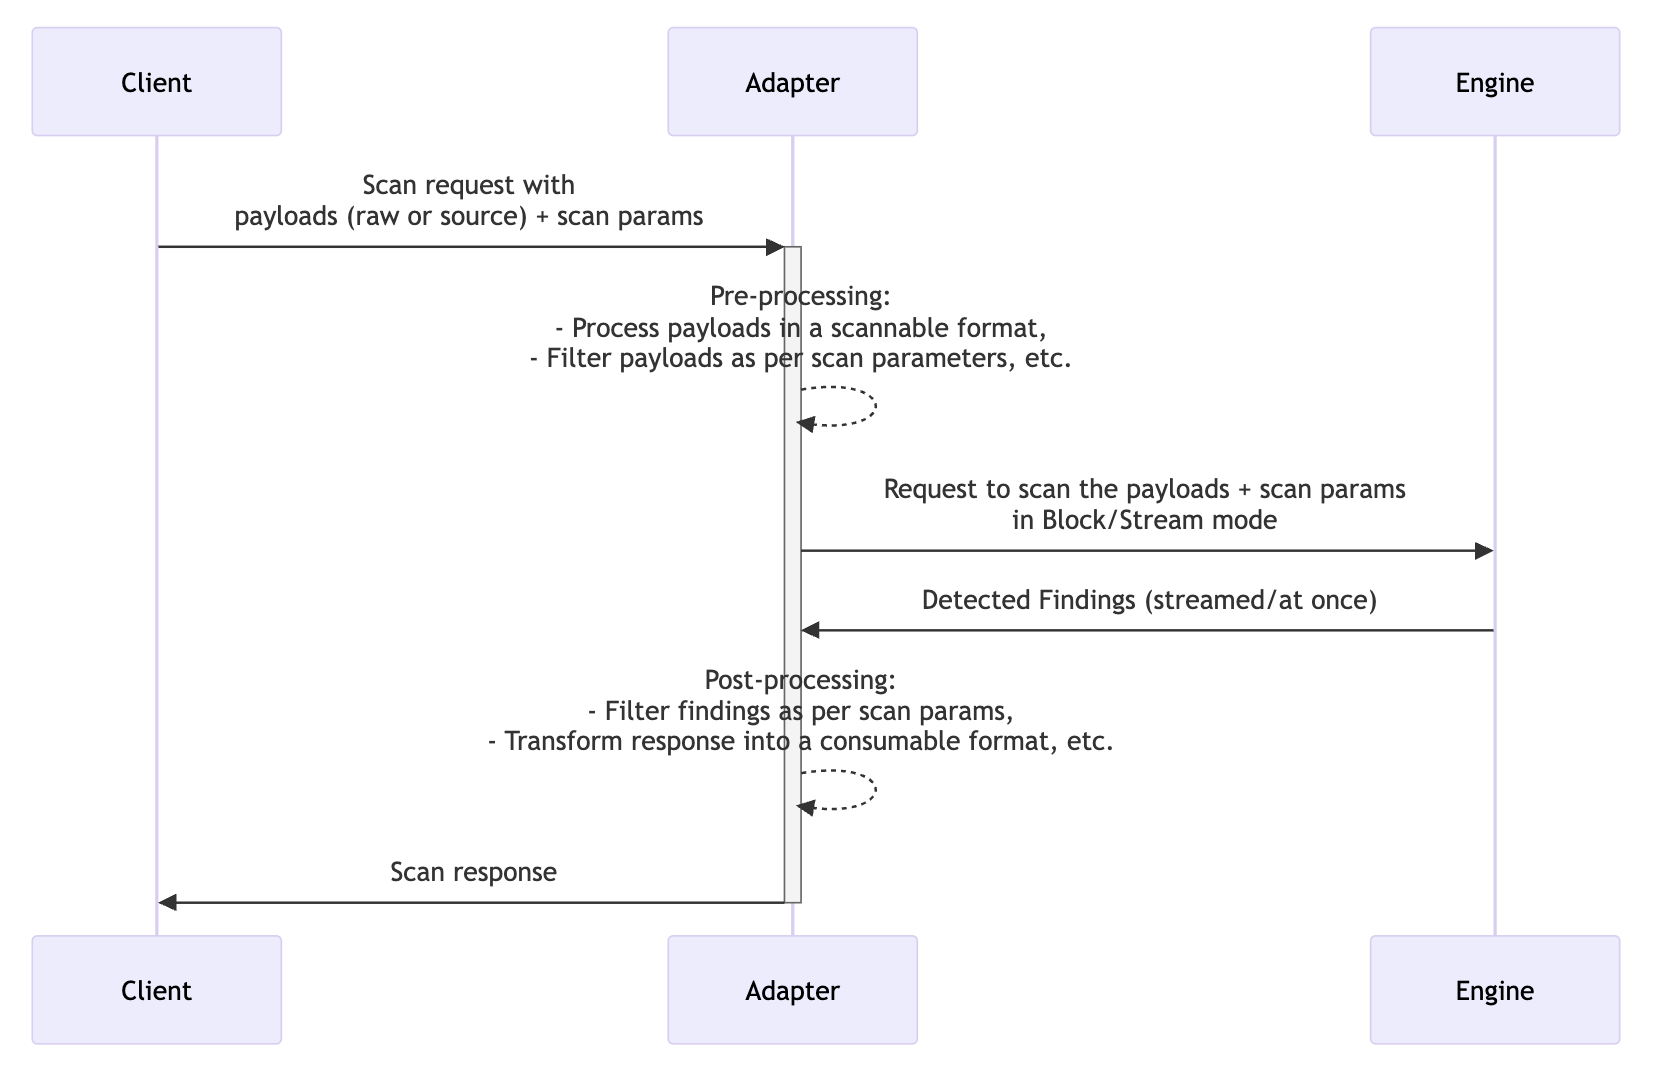 Client
Adapter
Engine
Scan request with
payloads (raw or source) + scan params
Pre-processing:
- Process payloads in a scannable format,
- Filter payloads as per scan parameters, etc.
Request to scan the payloads + scan params
in Block/Stream mode
Detected Findings (streamed/at once)
Post-processing:
- Filter findings as per scan params,
- Transform response into a consumable format, etc.
Scan response
Client
Adapter
Engine